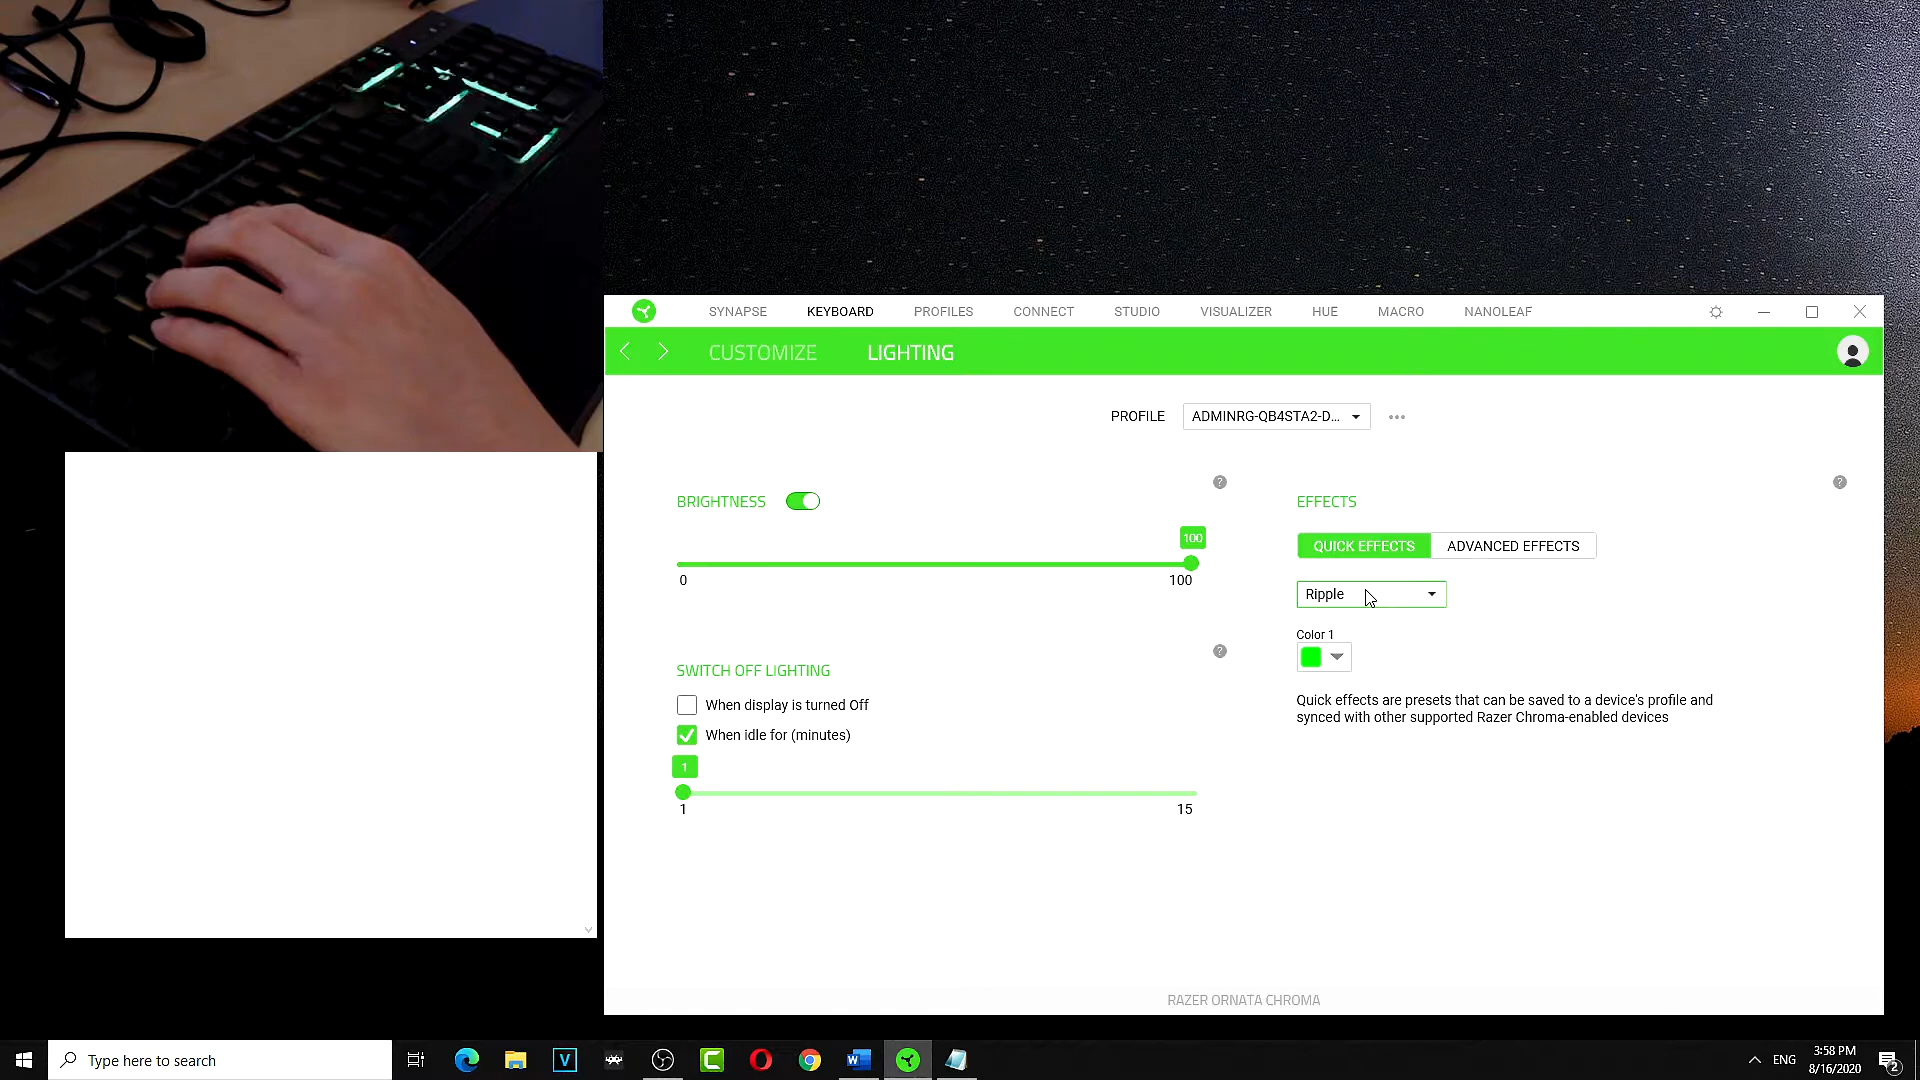 SYNAPSE KEYBOARD PROFILES CONNECT STUDIO VISUALIZER HUE MACRO NANOLEAF
CUSTOMIZE LIGHTING
PROFILE ADMINRG-QB4STA2-D...
BRIGHTNESS
100
0 100
SWITCH OFF LIGHTING
When display is turned Off
When idle for (minutes)
1
1 15
EFFECTS
QUICK EFFECTS ADVANCED EFFECTS
Ripple
Color 1
Quick effects are presets that can be saved to a device's profile and
synced with other supported Razer Chroma-enabled devices
RAZER ORNATA CHROMA
Type here to search
ENG
3:58 PM
8/16/2020
2